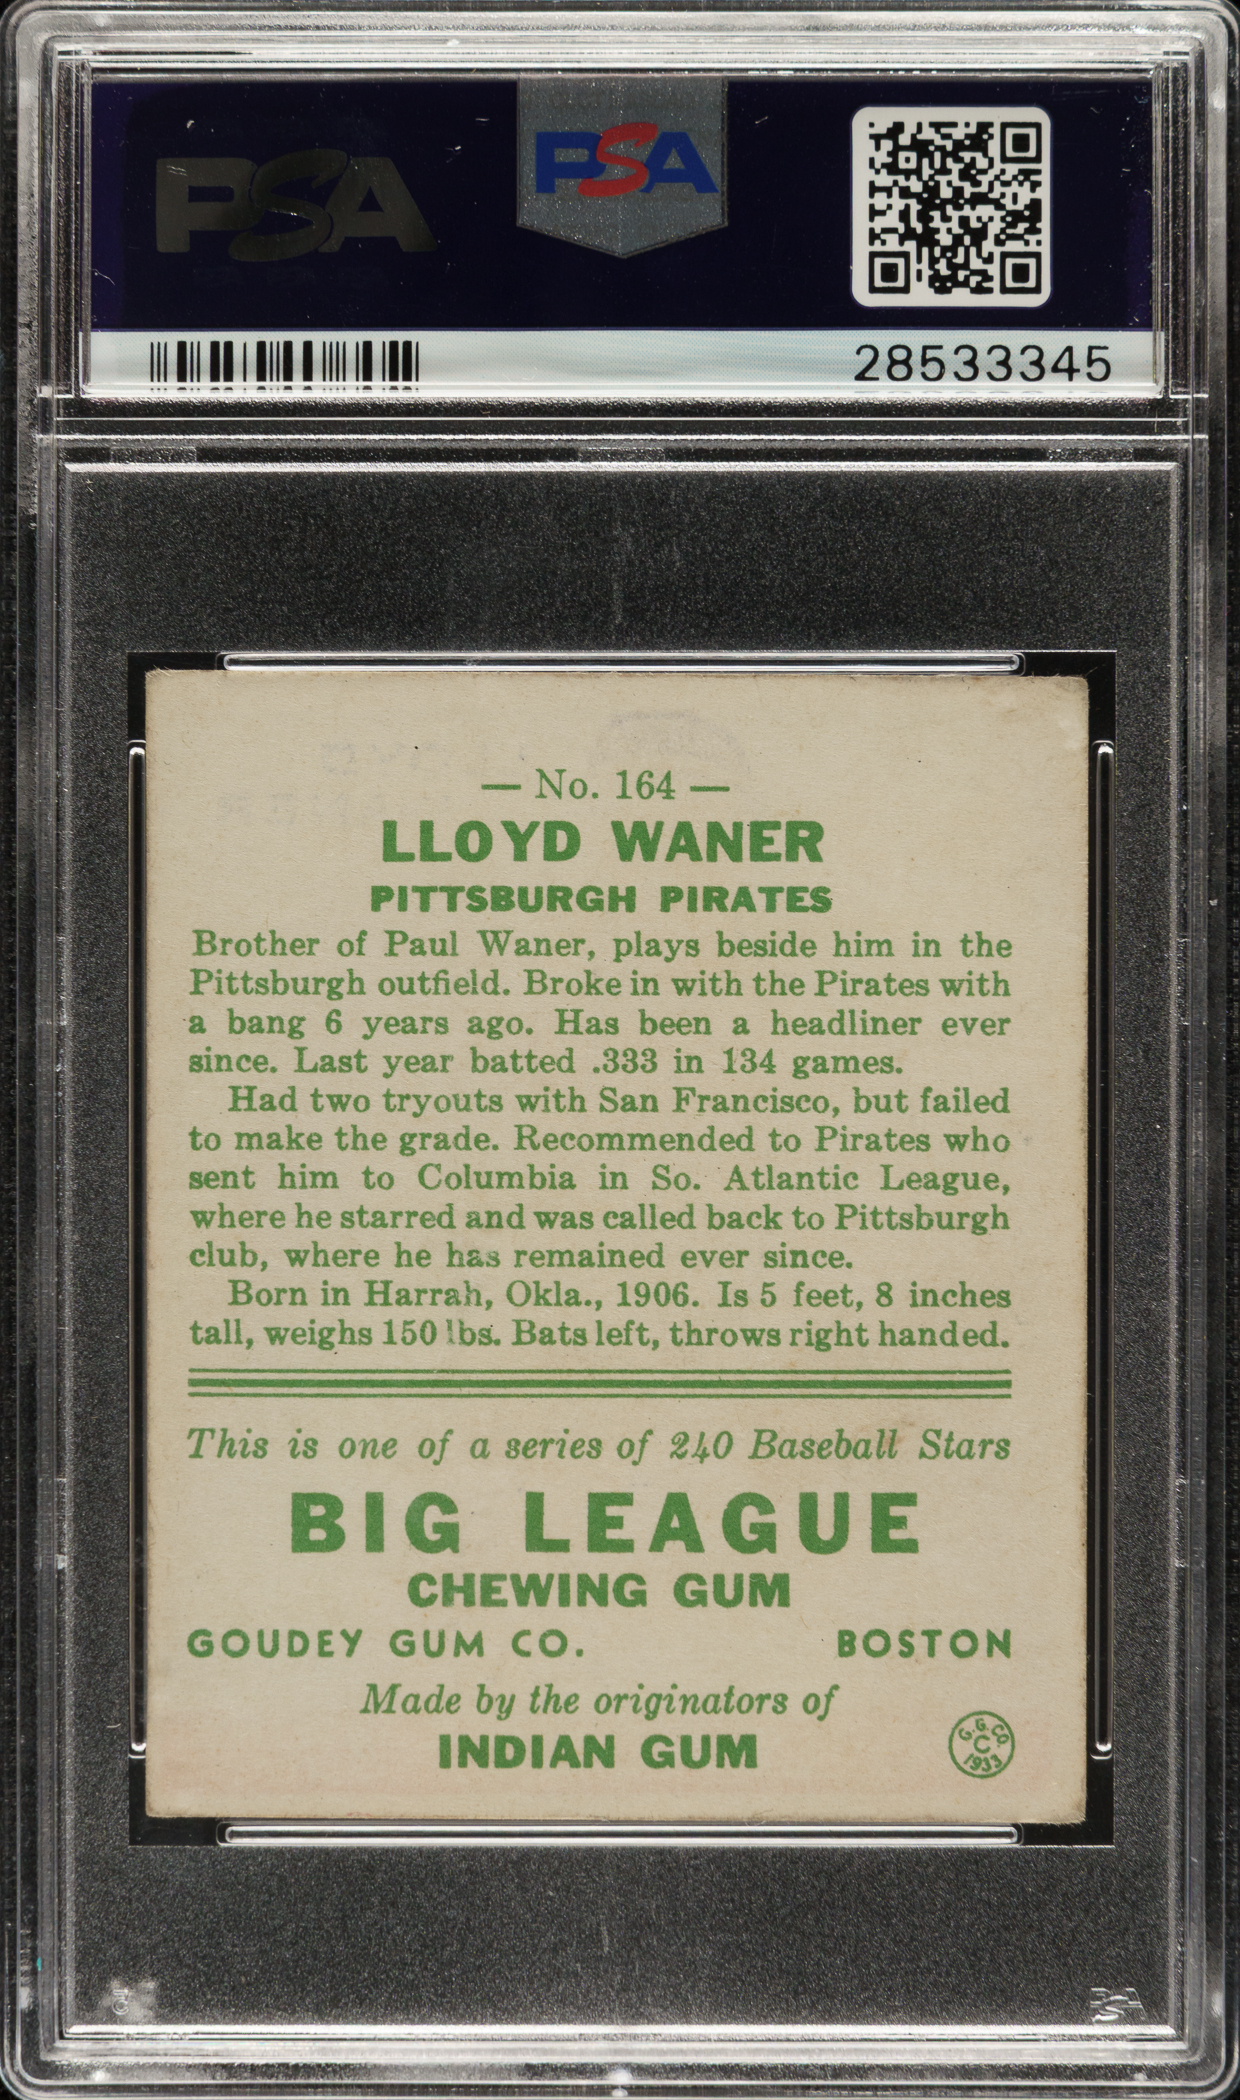 PSA
PSA
28533345
— No. 164 —
LLOYD WANER
PITTSBURGH PIRATES
Brother of Paul Waner, plays beside him in the
Pittsburgh outfield. Broke in with the Pirates with
a bang 6 years ago. Has been a headliner ever
since. Last year batted .333 in 134 games.
Had two tryouts with San Francisco, but failed
to make the grade. Recommended to Pirates who
sent him to Columbia in So. Atlantic League,
where he starred and was called back to Pittsburgh
club, where he has remained ever since.
Born in Harrah, Okla., 1906. Is 5 feet, 8 inches
tall, weighs 150 lbs. Bats left, throws right handed.
This is one of a series of 240 Baseball Stars
BIG LEAGUE
CHEWING GUM
GOUDEY GUM CO. BOSTON
Made by the originators of
INDIAN GUM
G. G. CO.
C
1933
PSA